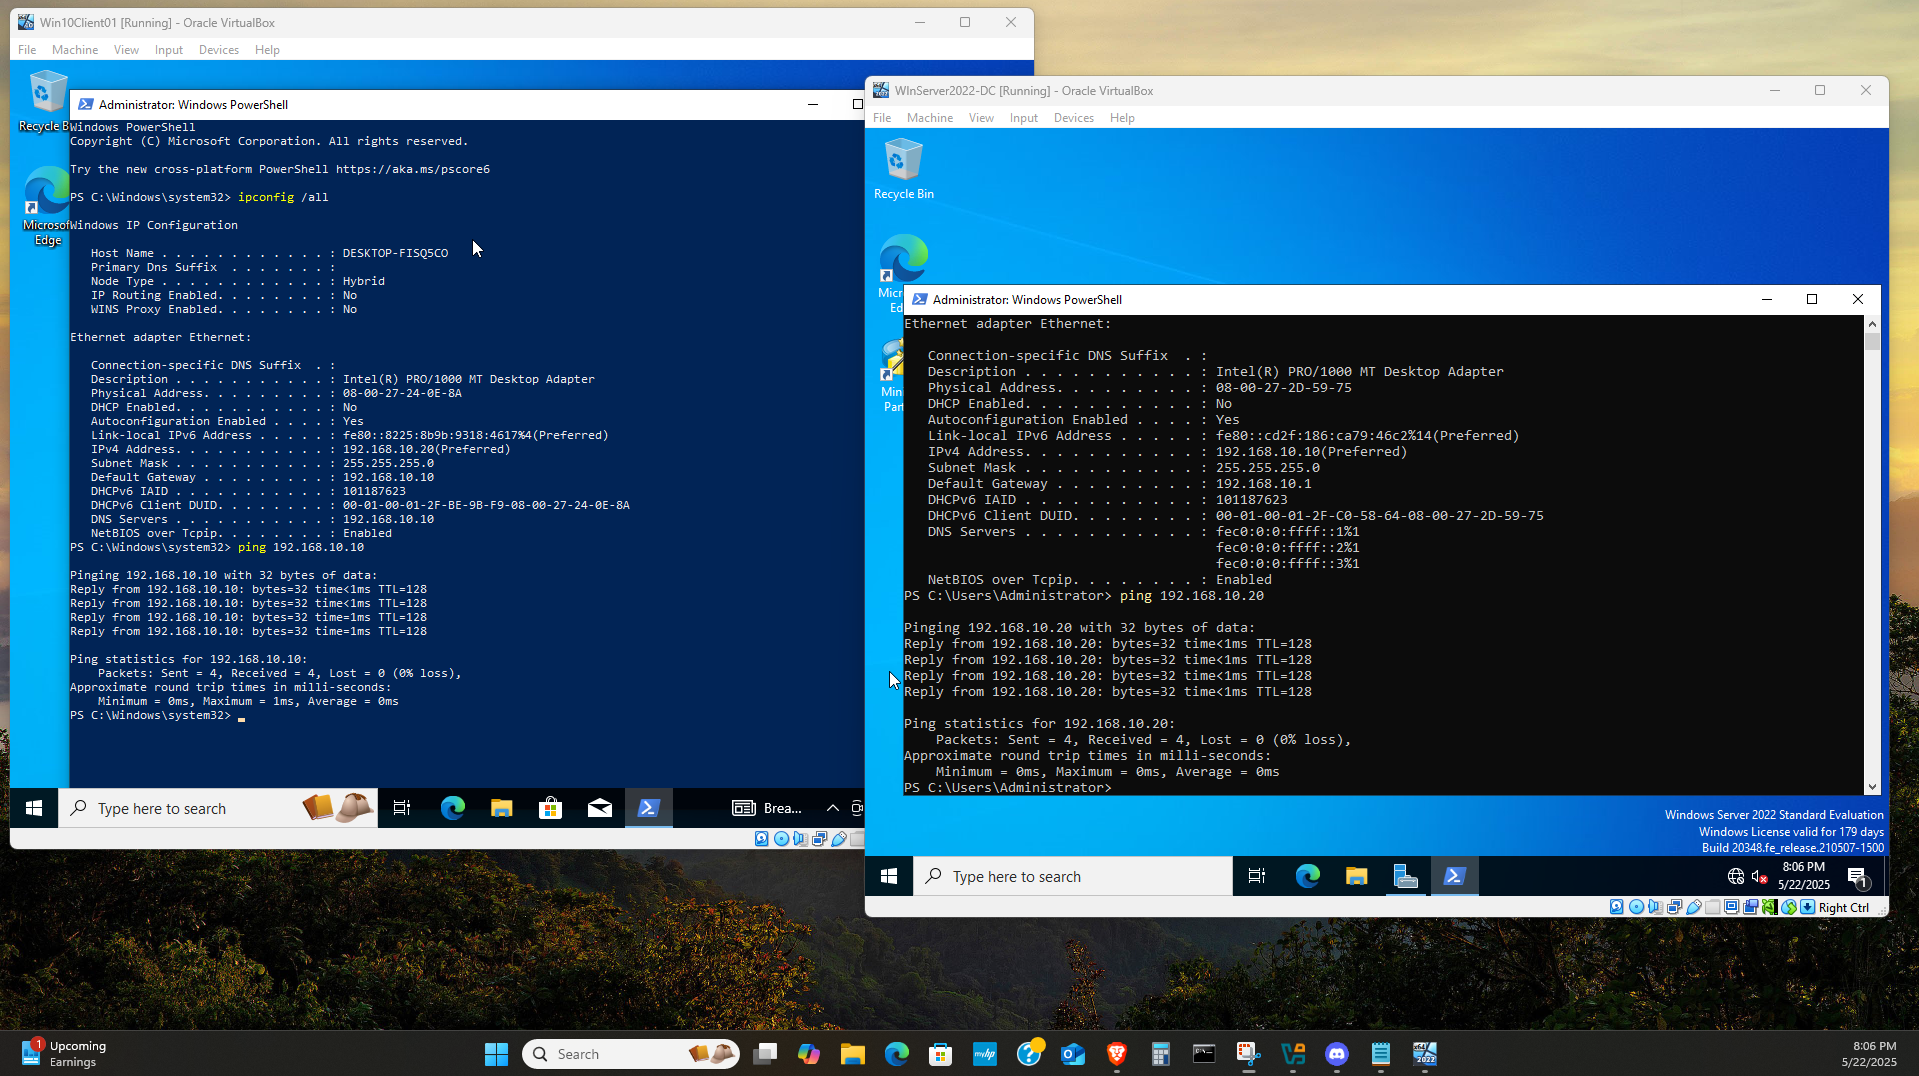 Win10Client01 [Running] - Oracle VirtualBox
File Machine View Input Devices Help
Recycle B
Microsof
Edge
Administrator: Windows PowerShell
Windows PowerShell
Copyright (C) Microsoft Corporation. All rights reserved.
Try the new cross-platform PowerShell https://aka.ms/pscore6
PS C:\Windows\system32> ipconfig /all
Windows IP Configuration
Host Name . . . . . . . . . . . . : DESKTOP-FISQ5CO
Primary Dns Suffix . . . . . . . :
Node Type . . . . . . . . . . . . : Hybrid
IP Routing Enabled. . . . . . . . : No
WINS Proxy Enabled. . . . . . . . : No
Ethernet adapter Ethernet:
Connection-specific DNS Suffix . :
Description . . . . . . . . . . . : Intel(R) PRO/1000 MT Desktop Adapter
Physical Address. . . . . . . . . : 08-00-27-24-0E-8A
DHCP Enabled. . . . . . . . . . . : No
Autoconfiguration Enabled . . . . : Yes
Link-local IPv6 Address . . . . . : fe80::8225:8b9b:9318:4617%4(Preferred)
IPv4 Address. . . . . . . . . . . : 192.168.10.20(Preferred)
Subnet Mask . . . . . . . . . . . : 255.255.255.0
Default Gateway . . . . . . . . . : 192.168.10.10
DHCPv6 IAID . . . . . . . . . . . : 101187623
DHCPv6 Client DUID. . . . . . . . : 00-01-00-01-2F-BE-9B-F9-08-00-27-24-0E-8A
DNS Servers . . . . . . . . . . . : 192.168.10.10
NetBIOS over Tcpip. . . . . . . . : Enabled
PS C:\Windows\system32> ping 192.168.10.10
Pinging 192.168.10.10 with 32 bytes of data:
Reply from 192.168.10.10: bytes=32 time<1ms TTL=128
Reply from 192.168.10.10: bytes=32 time<1ms TTL=128
Reply from 192.168.10.10: bytes=32 time=1ms TTL=128
Reply from 192.168.10.10: bytes=32 time=1ms TTL=128
Ping statistics for 192.168.10.10:
Packets: Sent = 4, Received = 4, Lost = 0 (0% loss),
Approximate round trip times in milli-seconds:
Minimum = 0ms, Maximum = 1ms, Average = 0ms
PS C:\Windows\system32>
Type here to search
Brea...
WInServer2022-DC [Running] - Oracle VirtualBox
File Machine View Input Devices Help
Recycle Bin
Micr
Ed
Min
Part
Administrator: Windows PowerShell
Ethernet adapter Ethernet:
Connection-specific DNS Suffix . :
Description . . . . . . . . . . . : Intel(R) PRO/1000 MT Desktop Adapter
Physical Address. . . . . . . . . : 08-00-27-2D-59-75
DHCP Enabled. . . . . . . . . . . : No
Autoconfiguration Enabled . . . . : Yes
Link-local IPv6 Address . . . . . : fe80::cd2f:186:ca79:46c2%14(Preferred)
IPv4 Address. . . . . . . . . . . : 192.168.10.10(Preferred)
Subnet Mask . . . . . . . . . . . : 255.255.255.0
Default Gateway . . . . . . . . . : 192.168.10.1
DHCPv6 IAID . . . . . . . . . . . : 101187623
DHCPv6 Client DUID. . . . . . . . : 00-01-00-01-2F-C0-58-64-08-00-27-2D-59-75
DNS Servers . . . . . . . . . . . : fec0:0:0:ffff::1%1
fec0:0:0:ffff::2%1
fec0:0:0:ffff::3%1
NetBIOS over Tcpip. . . . . . . . : Enabled
PS C:\Users\Administrator> ping 192.168.10.20
Pinging 192.168.10.20 with 32 bytes of data:
Reply from 192.168.10.20: bytes=32 time<1ms TTL=128
Reply from 192.168.10.20: bytes=32 time<1ms TTL=128
Reply from 192.168.10.20: bytes=32 time<1ms TTL=128
Reply from 192.168.10.20: bytes=32 time<1ms TTL=128
Ping statistics for 192.168.10.20:
Packets: Sent = 4, Received = 4, Lost = 0 (0% loss),
Approximate round trip times in milli-seconds:
Minimum = 0ms, Maximum = 0ms, Average = 0ms
PS C:\Users\Administrator>
Windows Server 2022 Standard Evaluation
Windows License valid for 179 days
Build 20348.fe_release.210507-1500
Type here to search
8:06 PM
5/22/2025
1
Right Ctrl
1
Upcoming
Earnings
Search
myhp
2022
8:06 PM
5/22/2025